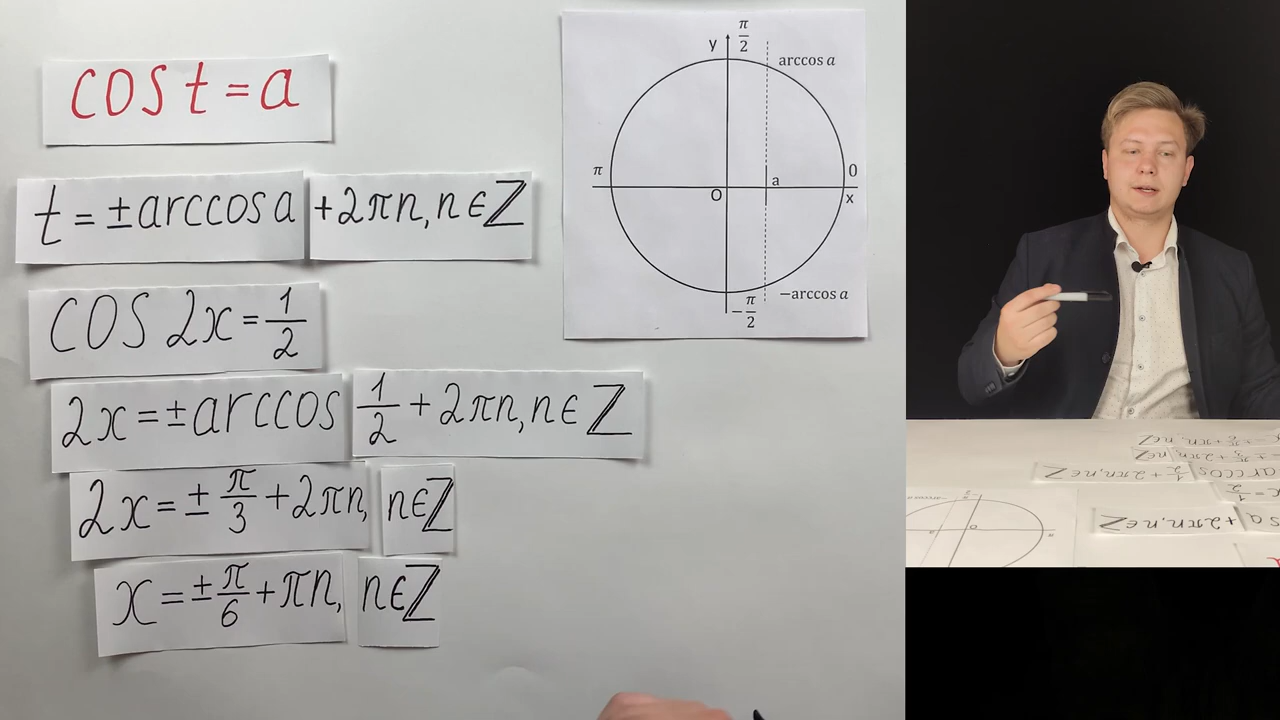 cos t = a
t = ± arccos a + 2πn, n ∈ ℤ
cos 2x = 1/2
2x = ± arccos 1/2 + 2πn, n ∈ ℤ
2x = ± π/3 + 2πn, n ∈ ℤ
x = ± π/6 + πn, n ∈ ℤ
y π/2
arccos a
π 0
O a x
−π/2 −arccos a